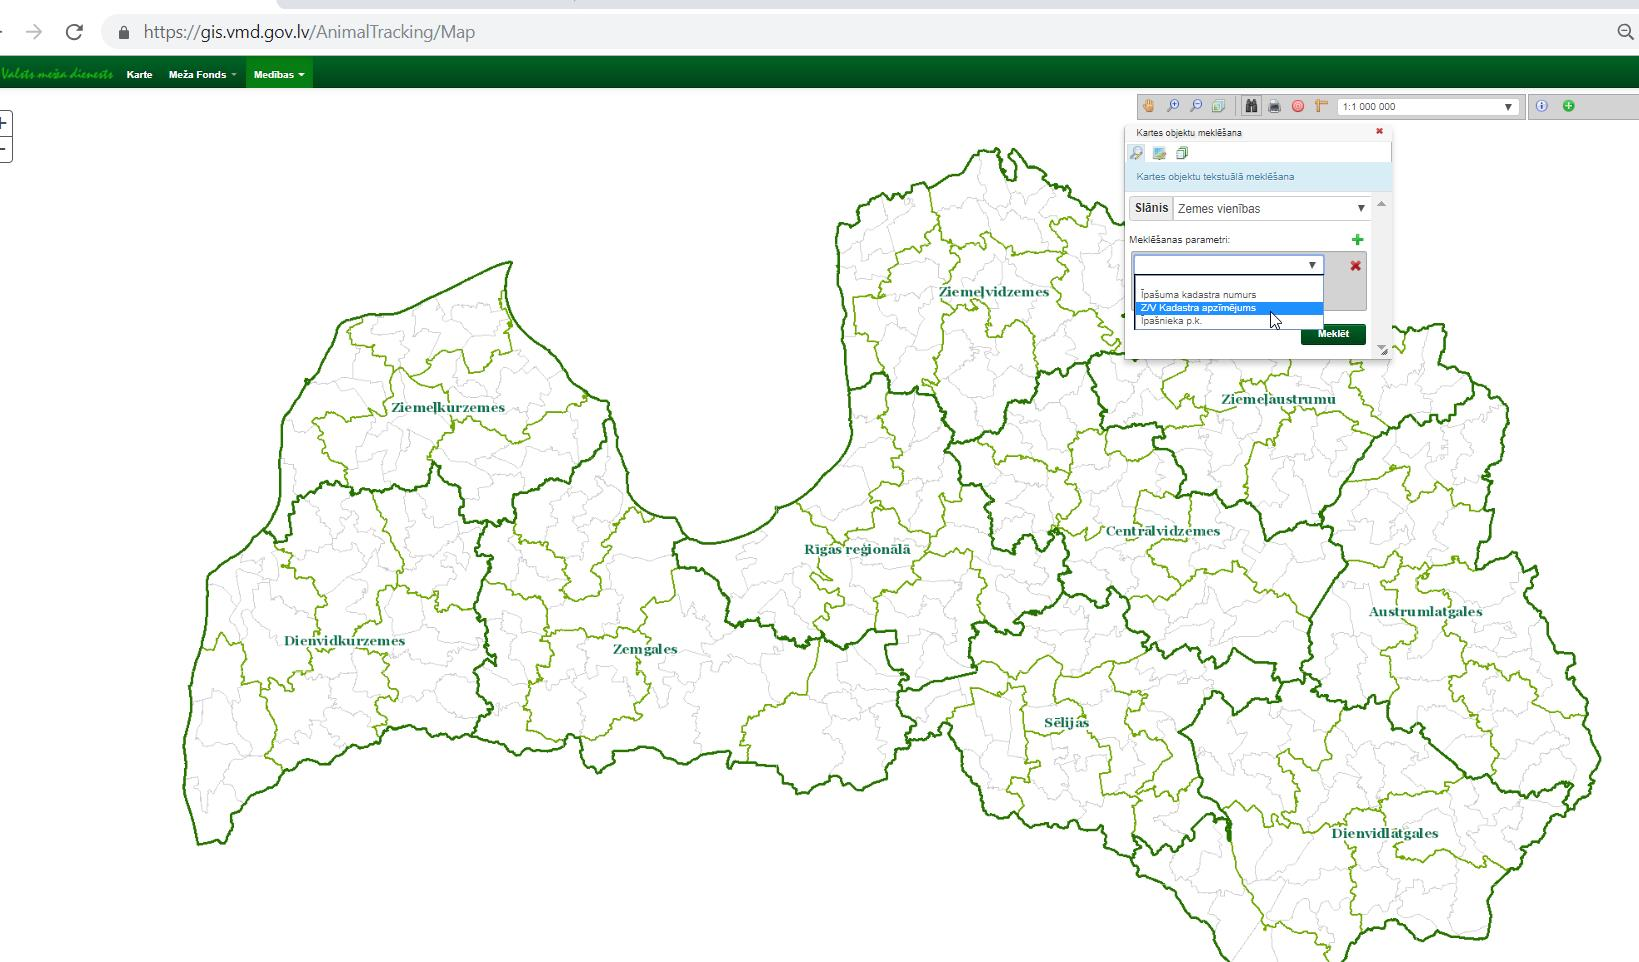 https://gis.vmd.gov.lv/AnimalTracking/Map
Valsts meža dienests Karte Meža Fonds Medības
1:1 000 000
Kartes objektu meklēšana
Kartes objektu tekstuālā meklēšana
Slānis Zemes vienības
Meklēšanas parametri:
Īpašuma kadastra numurs
Z/V Kadastra apzīmējums
Īpašnieka p.k.
Meklēt
Ziemeļvidzemes
Ziemeļkurzemes
Ziemeļaustrumu
Centrālvidzemes
Rīgas reģionālā
Austrumlatgales
Dienvidkurzemes
Zemgales
Sēlijas
Dienvidlatgales